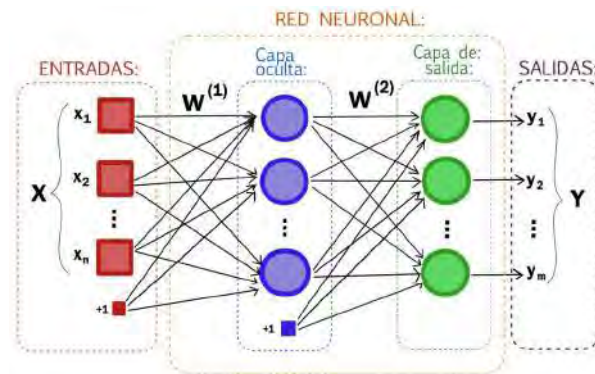 RED NEURONAL:
ENTRADAS:
Capa
oculta:
Capa de:
salida:
SALIDAS:
W(1)
W(2)
X
x1
x2
⋮
xn
+1
⋮
+1
⋮
y1
y2
⋮
ym
Y